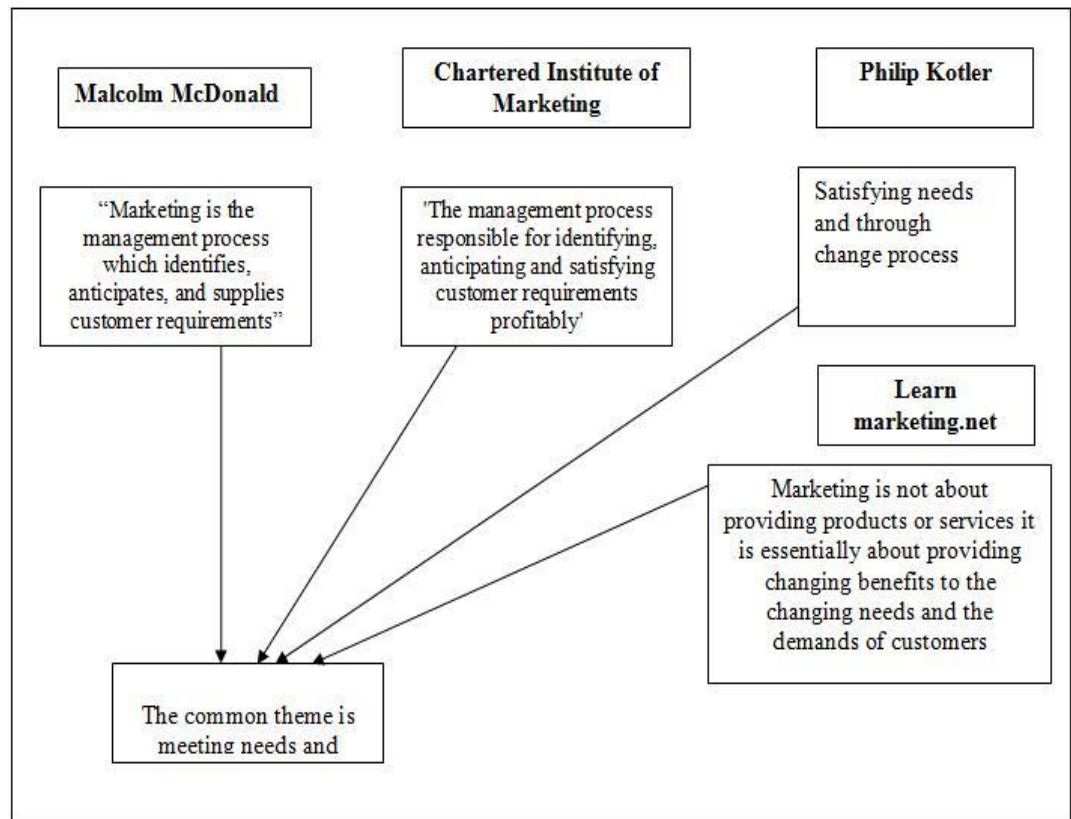 Malcolm McDonald
Chartered Institute of
Marketing
Philip Kotler
“Marketing is the
management process
which identifies,
anticipates, and supplies
customer requirements”
'The management process
responsible for identifying,
anticipating and satisfying
customer requirements
profitably'
Satisfying needs
and through
change process
Learn
marketing.net
Marketing is not about
providing products or services it
is essentially about providing
changing benefits to the
changing needs and the
demands of customers
The common theme is
meeting needs and